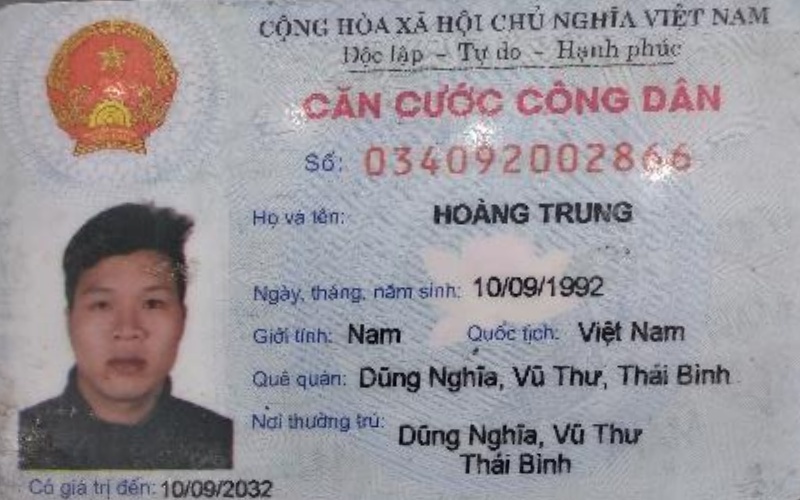 CỘNG HÒA XÃ HỘI CHỦ NGHĨA VIỆT NAM
Độc lập – Tự do – Hạnh phúc
CĂN CƯỚC CÔNG DÂN
Số: 034092002866
Họ và tên: HOÀNG TRUNG
Ngày, tháng, năm sinh: 10/09/1992
Giới tính: Nam Quốc tịch: Việt Nam
Quê quán: Dũng Nghĩa, Vũ Thư, Thái Bình
Nơi thường trú: Dũng Nghĩa, Vũ Thư
Thái Bình
Có giá trị đến: 10/09/2032